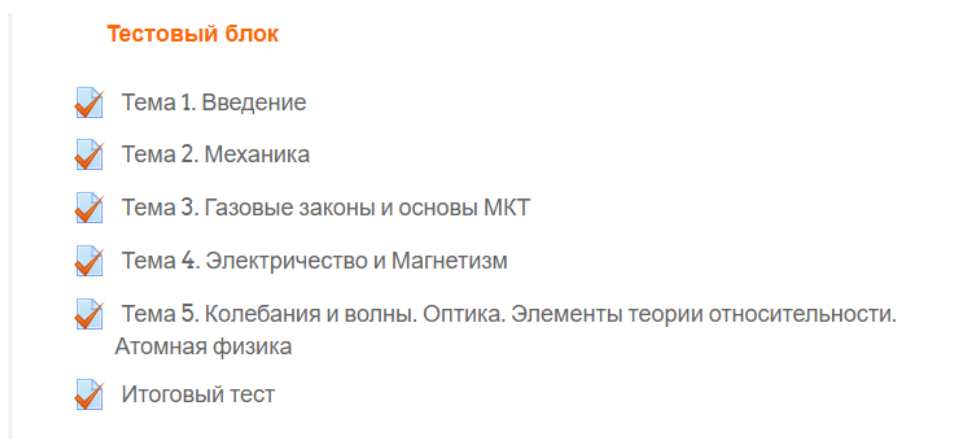 Тестовый блок
Тема 1. Введение
Тема 2. Механика
Тема 3. Газовые законы и основы МКТ
Тема 4. Электричество и Магнетизм
Тема 5. Колебания и волны. Оптика. Элементы теории относительности.
Атомная физика
Итоговый тест